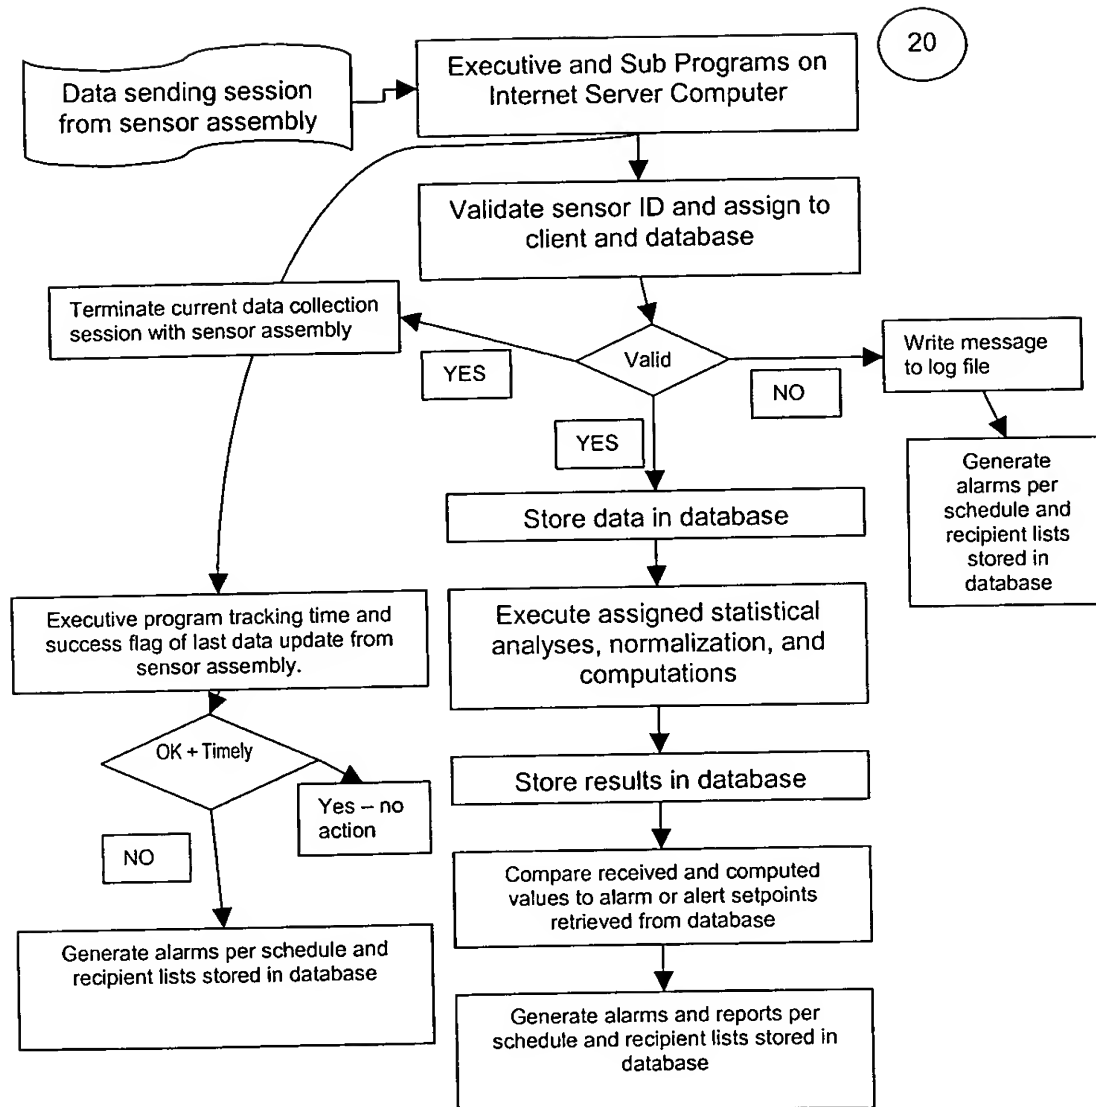 20
Data sending session
from sensor assembly
Executive and Sub Programs on
Internet Server Computer
Validate sensor ID and assign to
client and database
Terminate current data collection
session with sensor assembly
YES
Valid
NO
Write message
to log file
YES
Generate
alarms per
schedule and
recipient lists
stored in
database
Store data in database
Executive program tracking time and
success flag of last data update from
sensor assembly.
Execute assigned statistical
analyses, normalization, and
computations
OK + Timely
Yes – no
action
Store results in database
NO
Compare received and computed
values to alarm or alert setpoints
retrieved from database
Generate alarms per schedule and
recipient lists stored in database
Generate alarms and reports per
schedule and recipient lists stored in
database